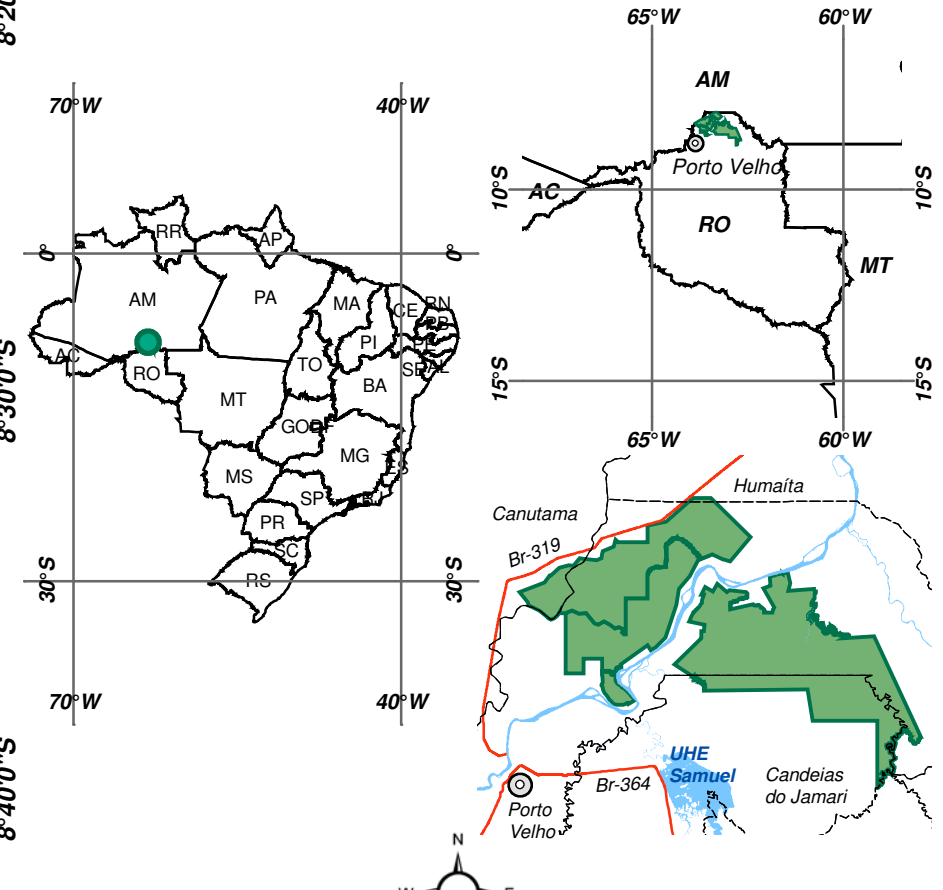 8°20
65°W
60°W
AM
70°W
40°W
Porto Velho
10°S
AC
10°S
RO
MT
RR
AP
0°
0°
AM
PA
MA
CE
RN
PB
PI
PE
AC
TO
SE
AL
RO
BA
MT
8°30'0"S
15°S
15°S
GO
DF
65°W
60°W
MG
ES
MS
SP
RJ
PR
SC
RS
30°S
30°S
70°W
40°W
Humaíta
Canutama
Br-319
8°40'0"S
UHE
Samuel
Br-364
Candeias
do Jamari
Porto
Velho
N